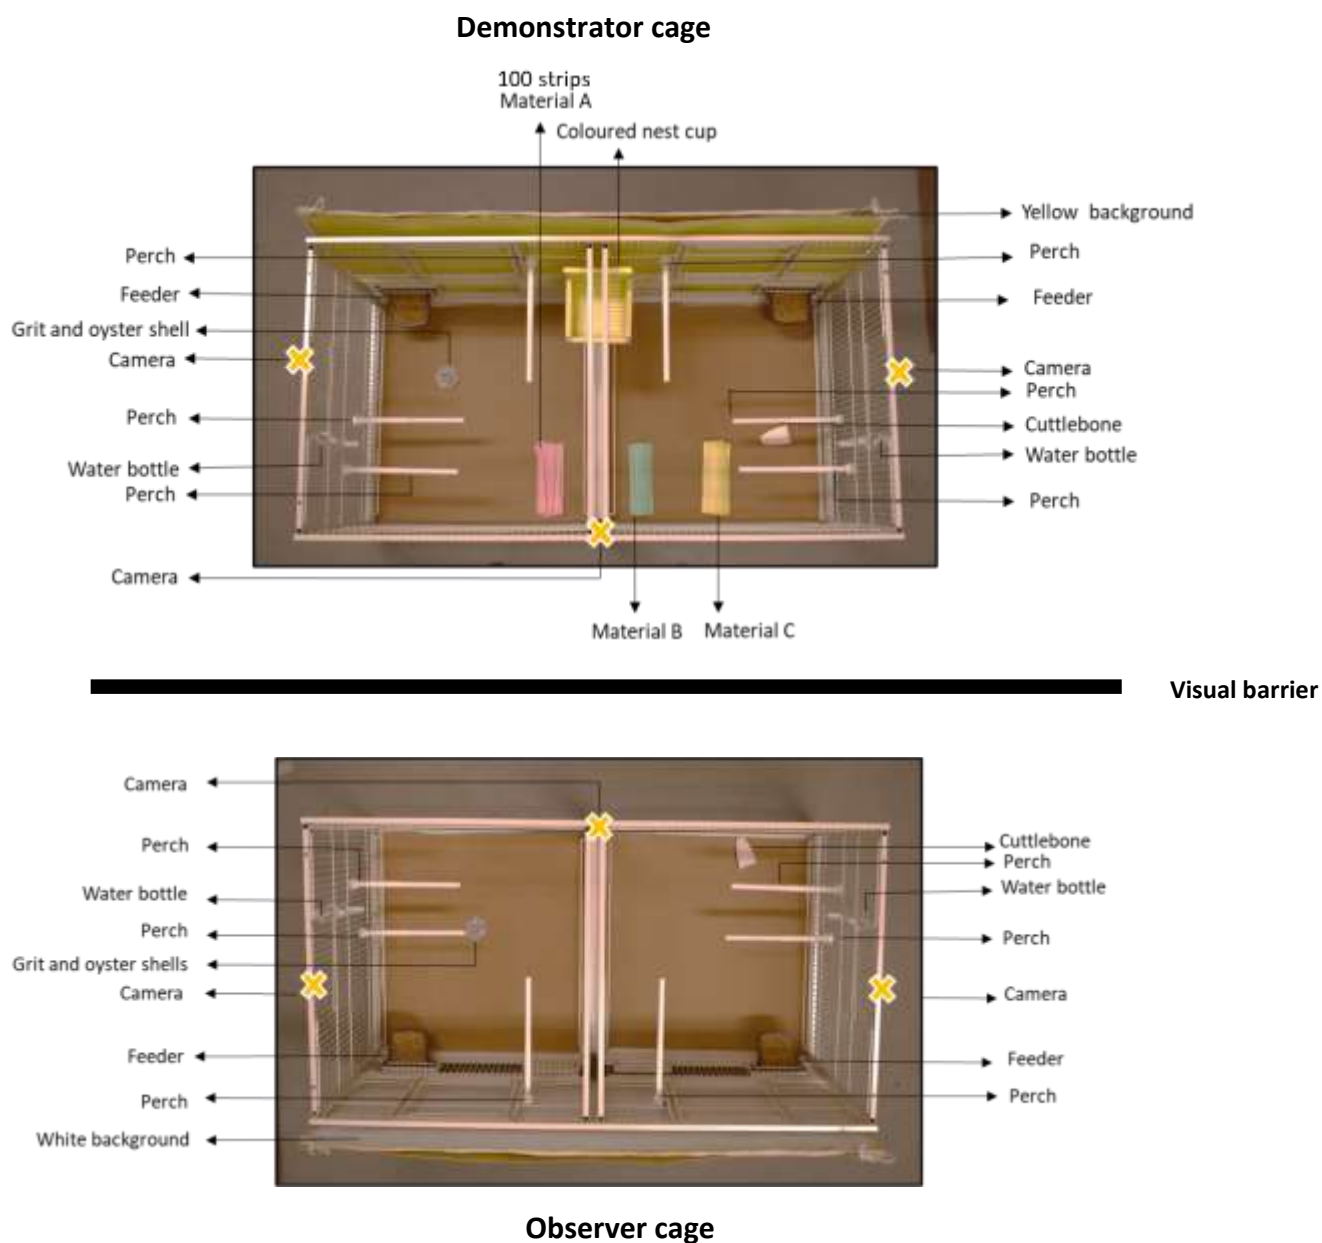 Demonstrator cage
100 strips
Material A
Coloured nest cup
Yellow background
Perch
Perch
Feeder
Feeder
Grit and oyster shell
Camera
Camera
Perch
Perch
Cuttlebone
Water bottle
Water bottle
Perch
Perch
Camera
Material B
Material C
Visual barrier
Camera
Cuttlebone
Perch
Perch
Water bottle
Water bottle
Perch
Perch
Grit and oyster shells
Camera
Camera
Feeder
Feeder
Perch
Perch
White background
Observer cage